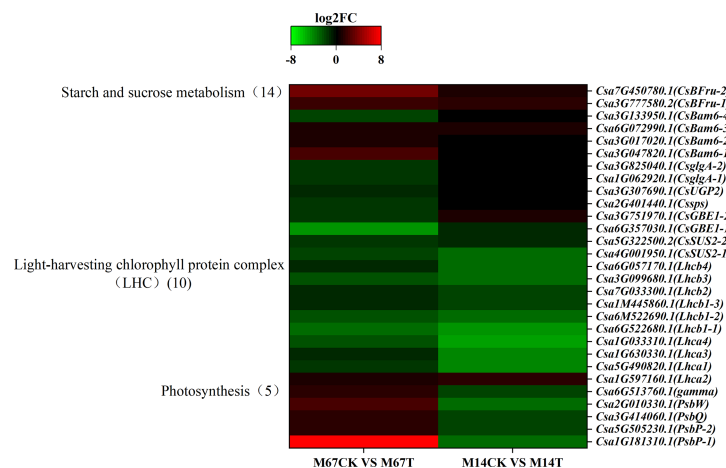 log2FC
-8 0 8
Starch and sucrose metabolism（14）
Light-harvesting chlorophyll protein complex
（LHC）(10)
Photosynthesis（5）
Csa7G450780.1(CsBFru-2)
Csa3G777580.2(CsBFru-1)
Csa3G133950.1(CsBam6-4)
Csa6G072990.1(CsBam6-3)
Csa3G017020.1(CsBam6-2)
Csa3G047820.1(CsBam6-1)
Csa3G825040.1(CsglgA-2)
Csa1G062920.1(CsglgA-1)
Csa3G307690.1(CsUGP2)
Csa2G401440.1(Cssps)
Csa3G751970.1(CsGBE1-2)
Csa6G357030.1(CsGBE1-1)
Csa5G322500.2(CsSUS2-2)
Csa4G001950.1(CsSUS2-1)
Csa6G057170.1(Lhcb4)
Csa3G099680.1(Lhcb3)
Csa7G033300.1(Lhcb2)
Csa1M445860.1(Lhcb1-3)
Csa6M522690.1(Lhcb1-2)
Csa6G522680.1(Lhcb1-1)
Csa1G033310.1(Lhca4)
Csa1G630330.1(Lhca3)
Csa5G490820.1(Lhca1)
Csa1G597160.1(Lhca2)
Csa6G513760.1(gamma)
Csa2G010330.1(PsbW)
Csa3G414060.1(PsbQ)
Csa5G505230.1(PsbP-2)
Csa1G181310.1(PsbP-1)
M67CK VS M67T M14CK VS M14T